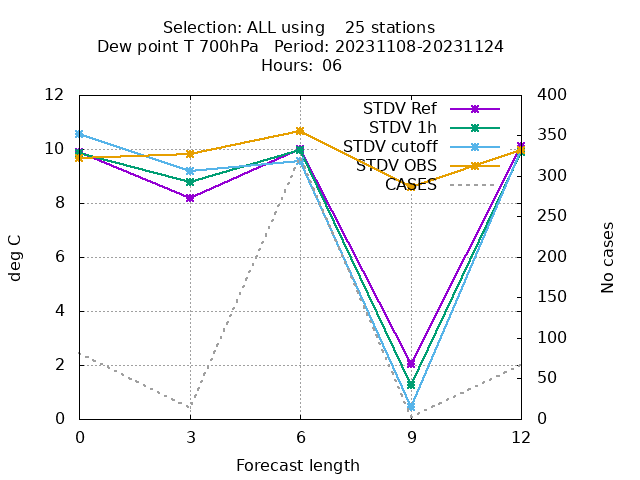 Selection: ALL using    25 stations
Dew point T 700hPa   Period: 20231108-20231124
Hours: 06
STDV Ref
STDV 1h
STDV cutoff
STDV OBS
CASES
12
10
8
6
4
2
0
400
350
300
250
200
150
100
50
0
deg C
No cases
0 3 6 9 12
Forecast length